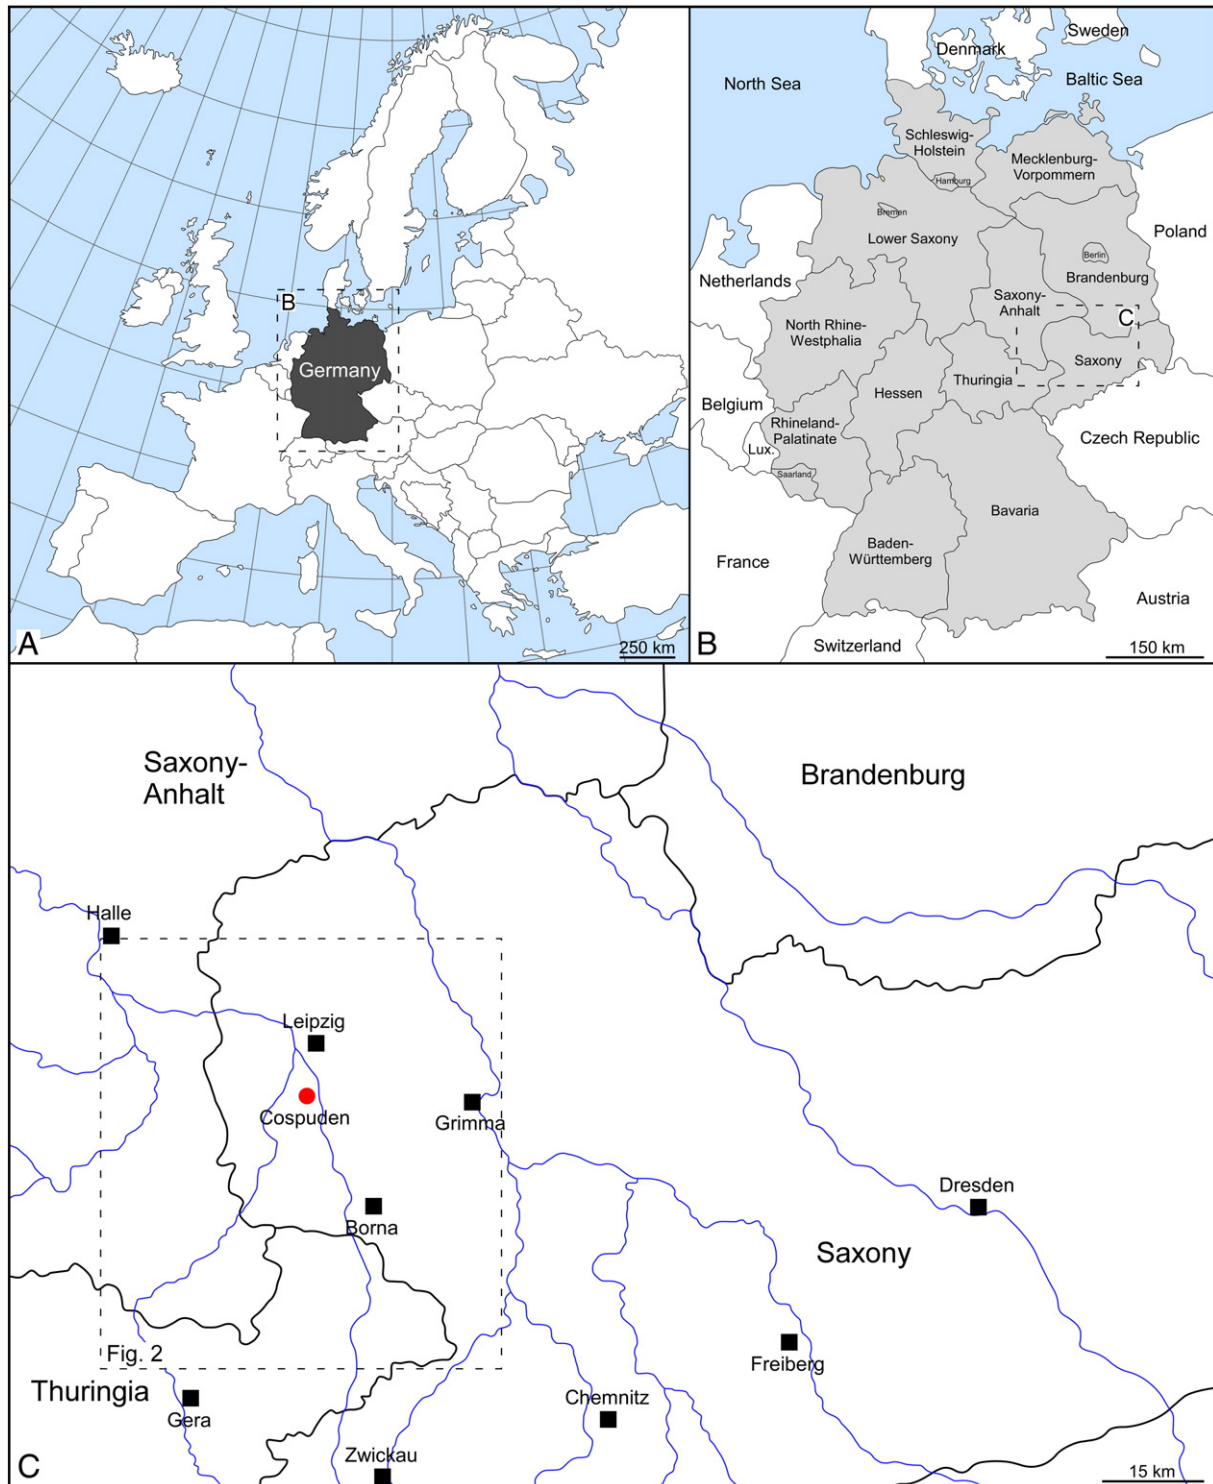 B
Germany
A
250 km
Sweden
Denmark
North Sea
Baltic Sea
Schleswig-
Holstein
Mecklenburg-
Vorpommern
Hamburg
Bremen
Lower Saxony
Poland
Berlin
Brandenburg
Netherlands
Saxony-
Anhalt
C
North Rhine-
Westphalia
Saxony
Thuringia
Hessen
Belgium
Rhineland-
Palatinate
Czech Republic
Lux.
Saarland
Bavaria
Baden-
Württemberg
France
Austria
B
Switzerland
150 km
Saxony-
Anhalt
Brandenburg
Halle
Leipzig
Cospuden
Grimma
Dresden
Borna
Saxony
Fig. 2
Freiberg
Thuringia
Gera
Chemnitz
Zwickau
C
15 km